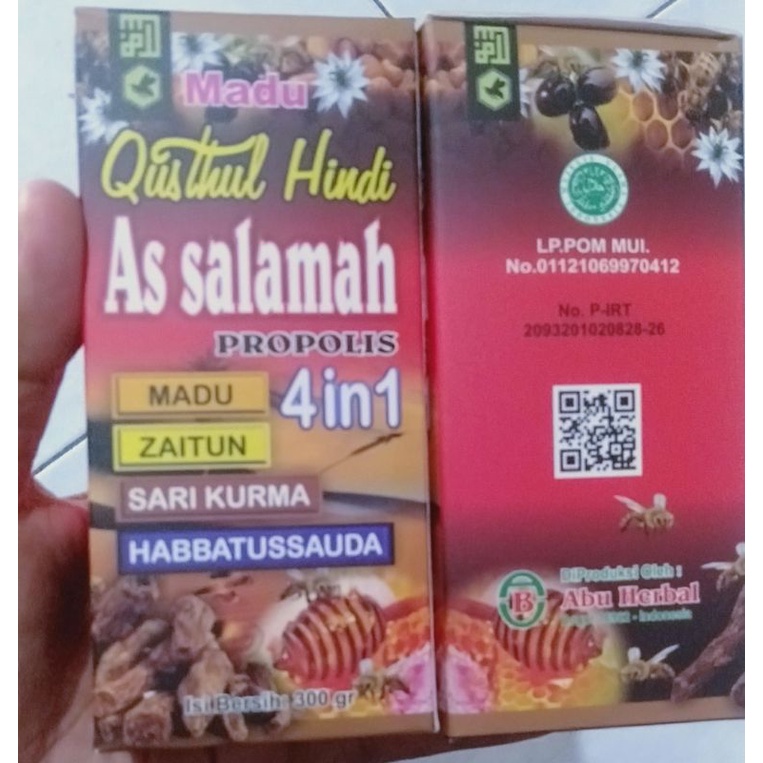 Madu
Qusthul Hindi
As salamah
PROPOLIS
4in1
MADU
ZAITUN
SARI KURMA
HABBATUSSAUDA
Isi Bersih: 300 gr
LP.POM MUI.
No.01121069970412
No. P-IRT
2093201020828-26
DiProduksi Oleh :
Abu Herbal
- Indonesia